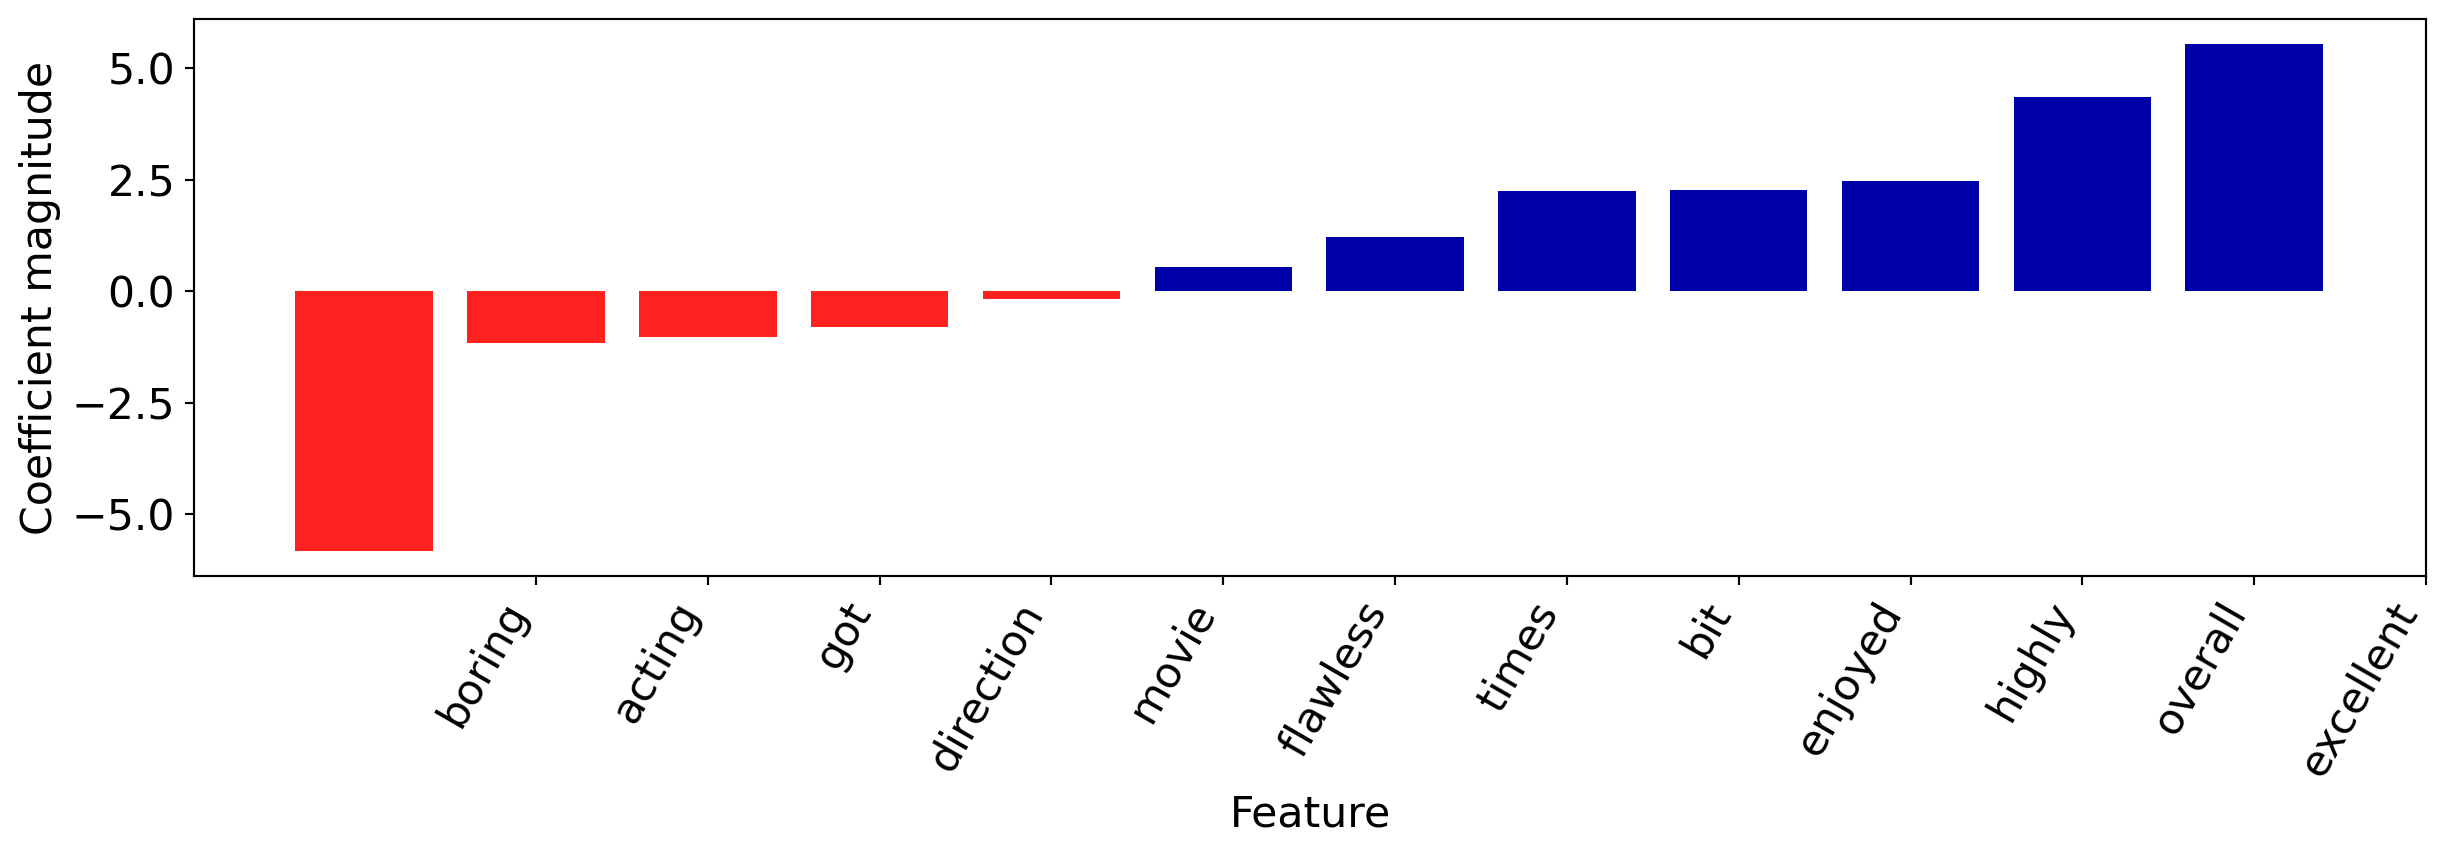 Coefficient magnitude
5.0
2.5
0.0
−2.5
−5.0
boring
acting
got
direction
movie
flawless
times
bit
enjoyed
highly
overall
excellent
Feature